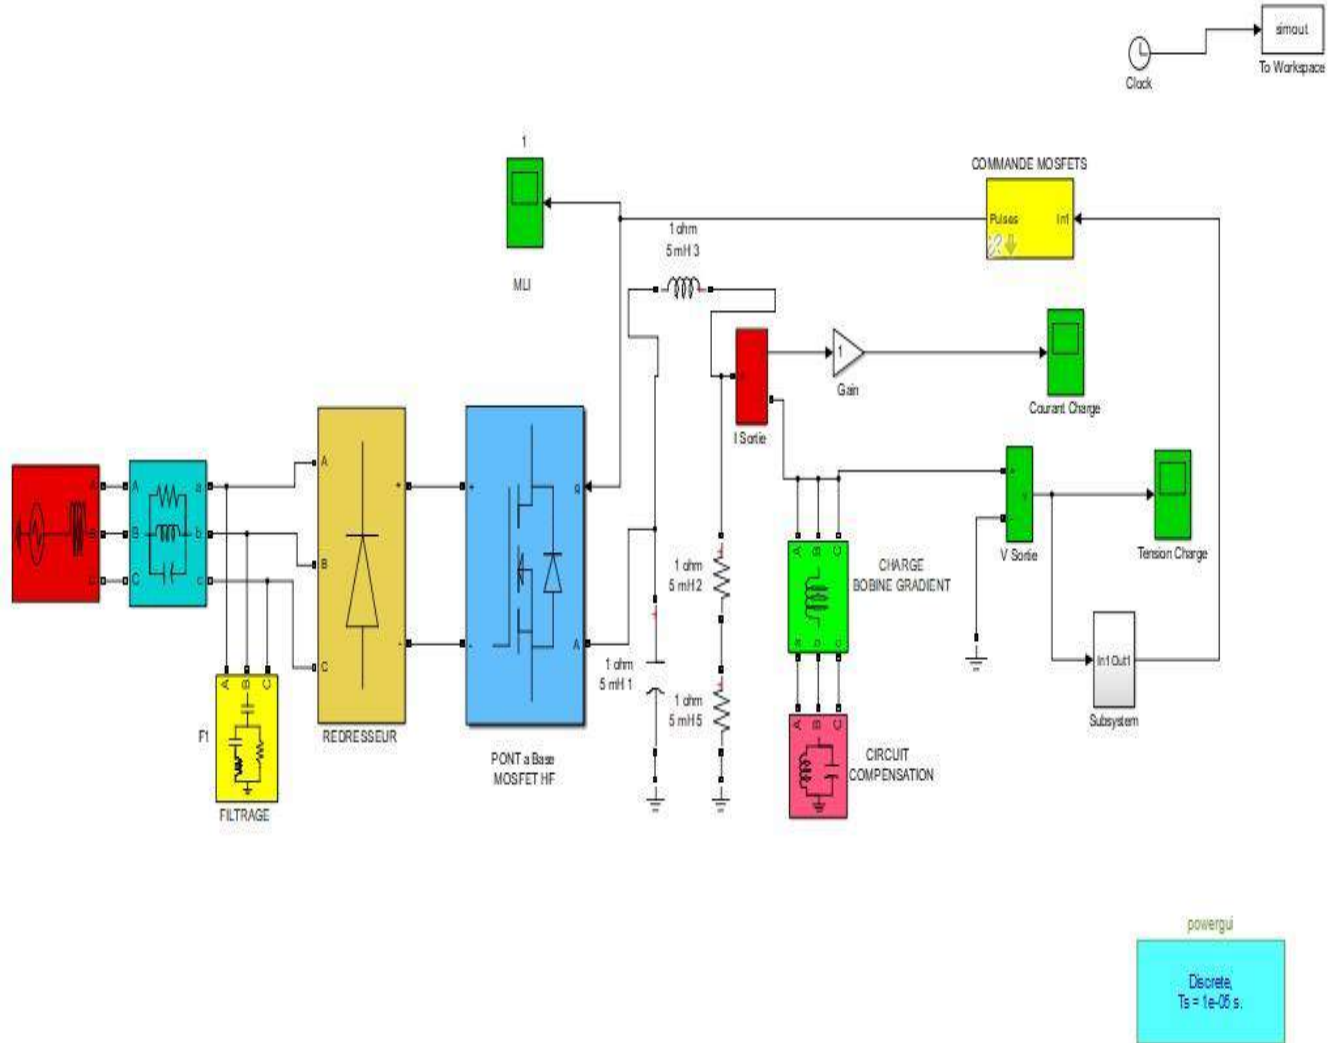 simout
To Workspace
Clock
1
MLI
COMMANDE MOSFETS
Pulses
In1
1 ohm
5 mH 3
I Sortie
1
Gain
Courant Charge
A
B
C
A
B
C
a
b
c
A
B
C
+
-
REDRESSEUR
+
-
g
A
PONT a Base
MOSFET HF
F1
A
B
C
FILTRAGE
1 ohm
5 mH 1
1 ohm
5 mH 2
1 ohm
5 mH 5
A
B
C
a
b
c
CHARGE
BOBINE GRADIENT
A
B
C
CIRCUIT
COMPENSATION
+
-
v
V Sortie
Tension Charge
In1 Out1
Subsystem
powergui
Discrete,
Ts = 1e-05 s.